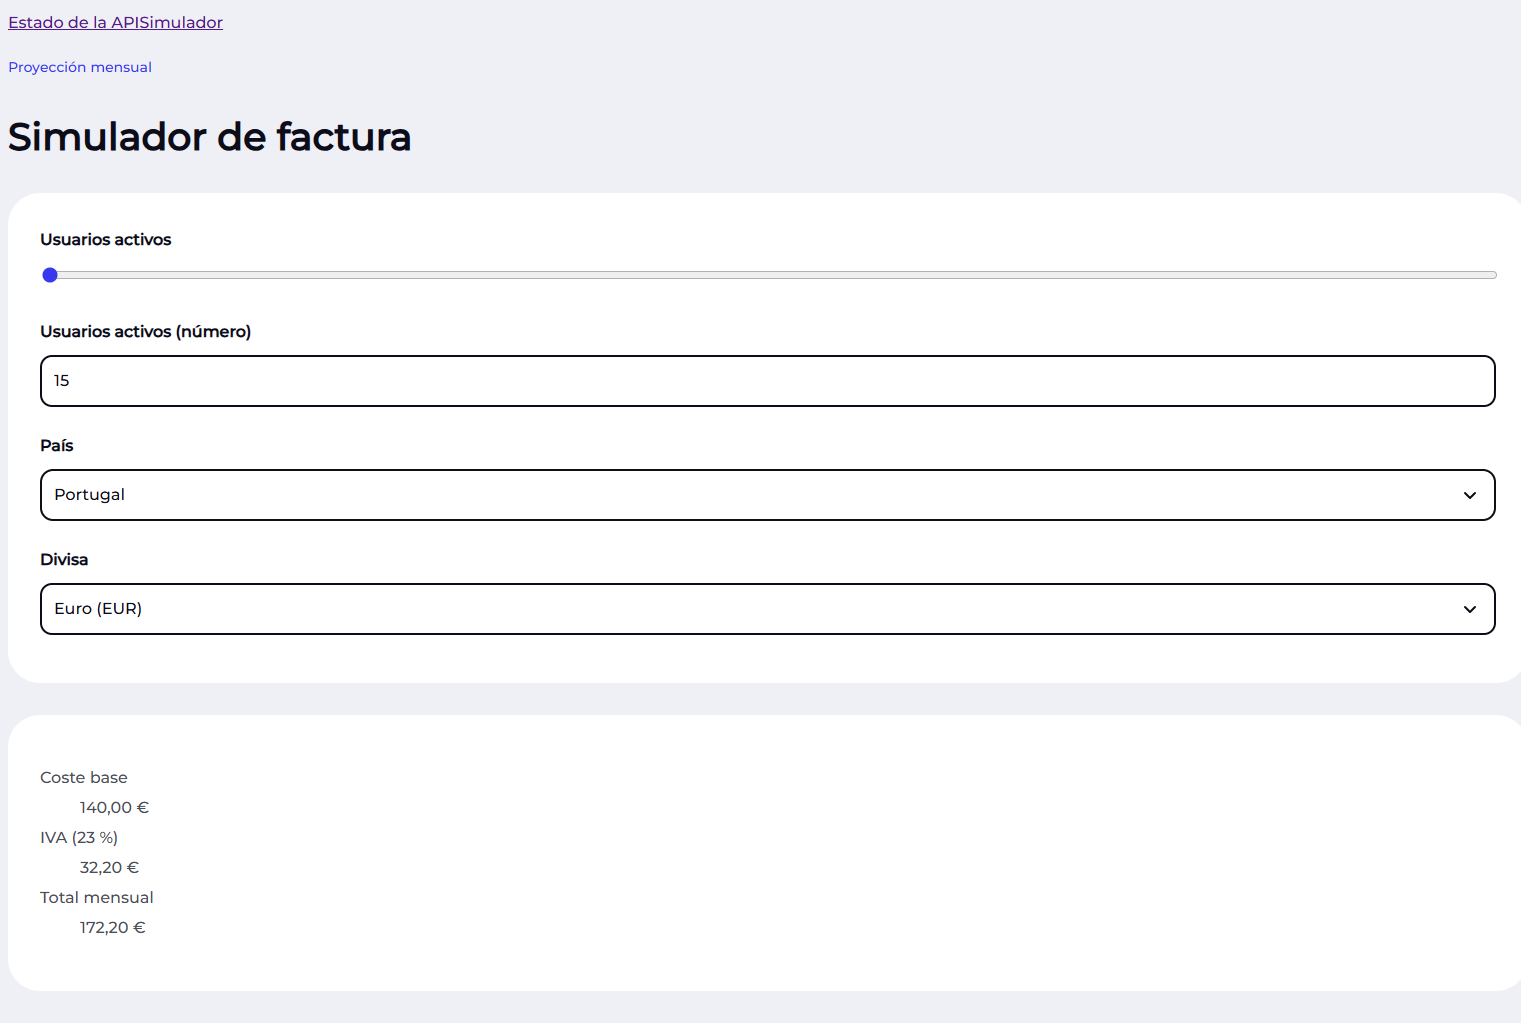 Estado de la APISimulador
Proyección mensual
Simulador de factura
Usuarios activos
Usuarios activos (número)
15
País
Portugal
Divisa
Euro (EUR)
Coste base
140,00 €
IVA (23 %)
32,20 €
Total mensual
172,20 €